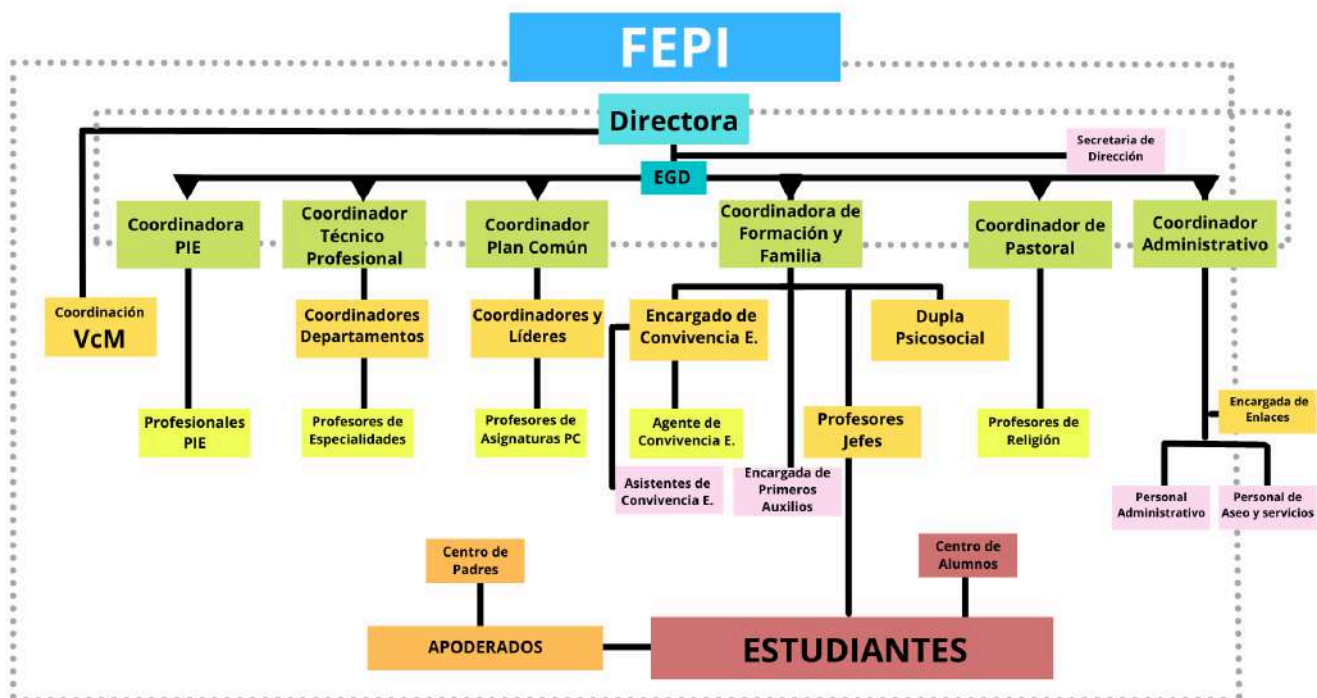 FEPI
Directora
Secretaria de
Dirección
EGD
Coordinadora
PIE
Coordinador
Técnico
Profesional
Coordinador
Plan Común
Coordinadora de
Formación y
Familia
Coordinador de
Pastoral
Coordinador
Administrativo
Coordinación
VcM
Coordinadores
Departamentos
Coordinadores y
Líderes
Encargado de
Convivencia E.
Dupla
Psicosocial
Profesionales
PIE
Profesores de
Especialidades
Profesores de
Asignaturas PC
Agente de
Convivencia E.
Profesores
Jefes
Profesores de
Religión
Encargada de
Enlaces
Asistentes de
Convivencia E.
Encargada de
Primeros
Auxilios
Personal
Administrativo
Personal de
Aseo y servicios
Centro de
Padres
Centro de
Alumnos
APODERADOS
ESTUDIANTES